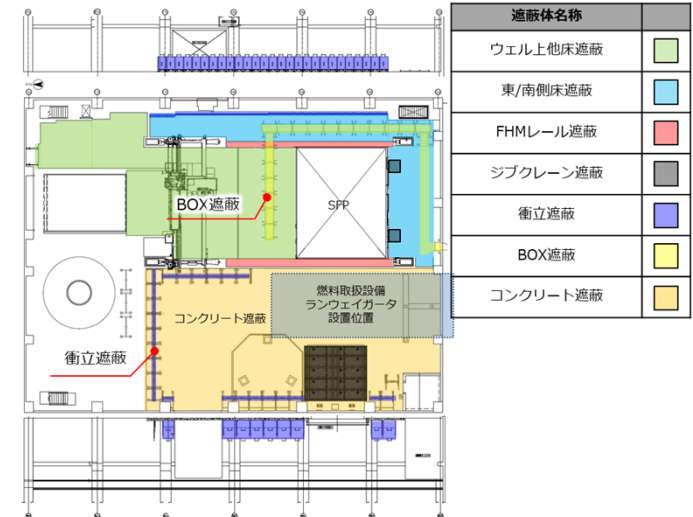 遮蔽体名称
ウェル上他床遮蔽
東/南側床遮蔽
FHMレール遮蔽
ジブクレーン遮蔽
衝立遮蔽
BOX遮蔽
コンクリート遮蔽
BOX遮蔽
SFP
燃料取扱設備
ランウェイガータ
設置位置
コンクリート遮蔽
衝立遮蔽